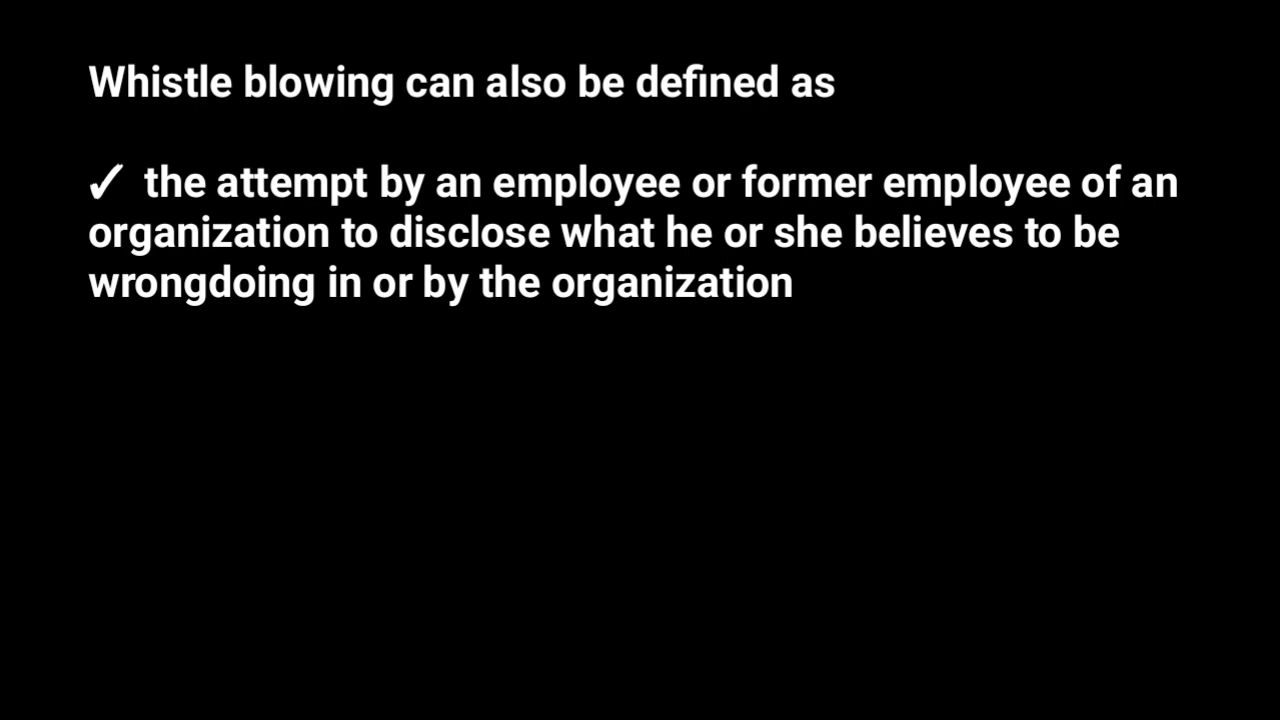 Whistle blowing can also be defined as
✓ the attempt by an employee or former employee of an
organization to disclose what he or she believes to be
wrongdoing in or by the organization